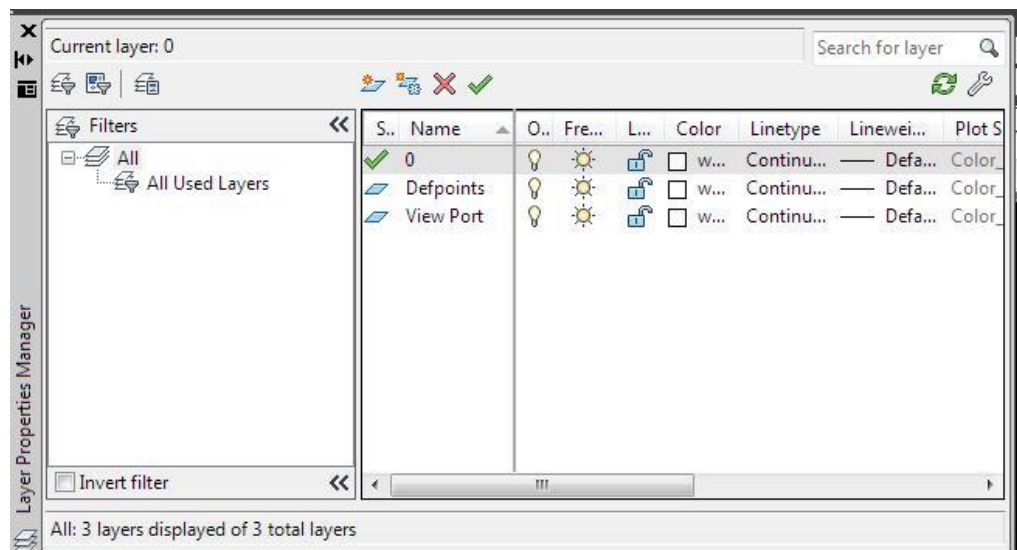 Current layer: 0
Search for layer
Filters
All
All Used Layers
Invert filter
S.. Name O.. Fre... L... Color Linetype Linewei... Plot S
0 w... Continu... Defa... Color_
Defpoints w... Continu... Defa... Color_
View Port w... Continu... Defa... Color_
All: 3 layers displayed of 3 total layers
Layer Properties Manager